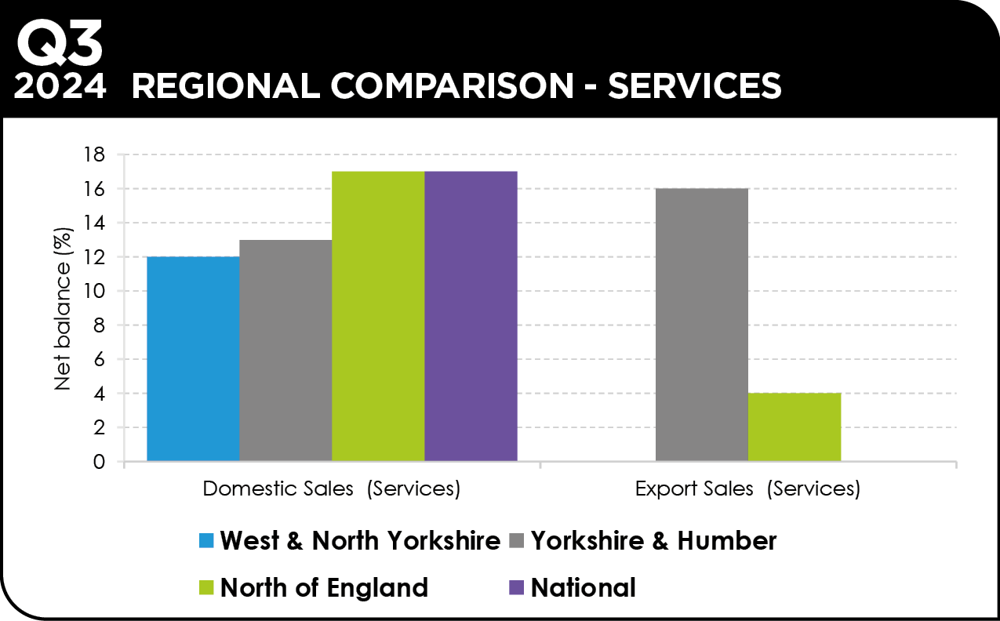 Q3
2024 REGIONAL COMPARISON - SERVICES
18
16
14
12
10
8
6
4
2
0
Net balance (%)
Domestic Sales (Services)
Export Sales (Services)
West & North Yorkshire
Yorkshire & Humber
North of England
National